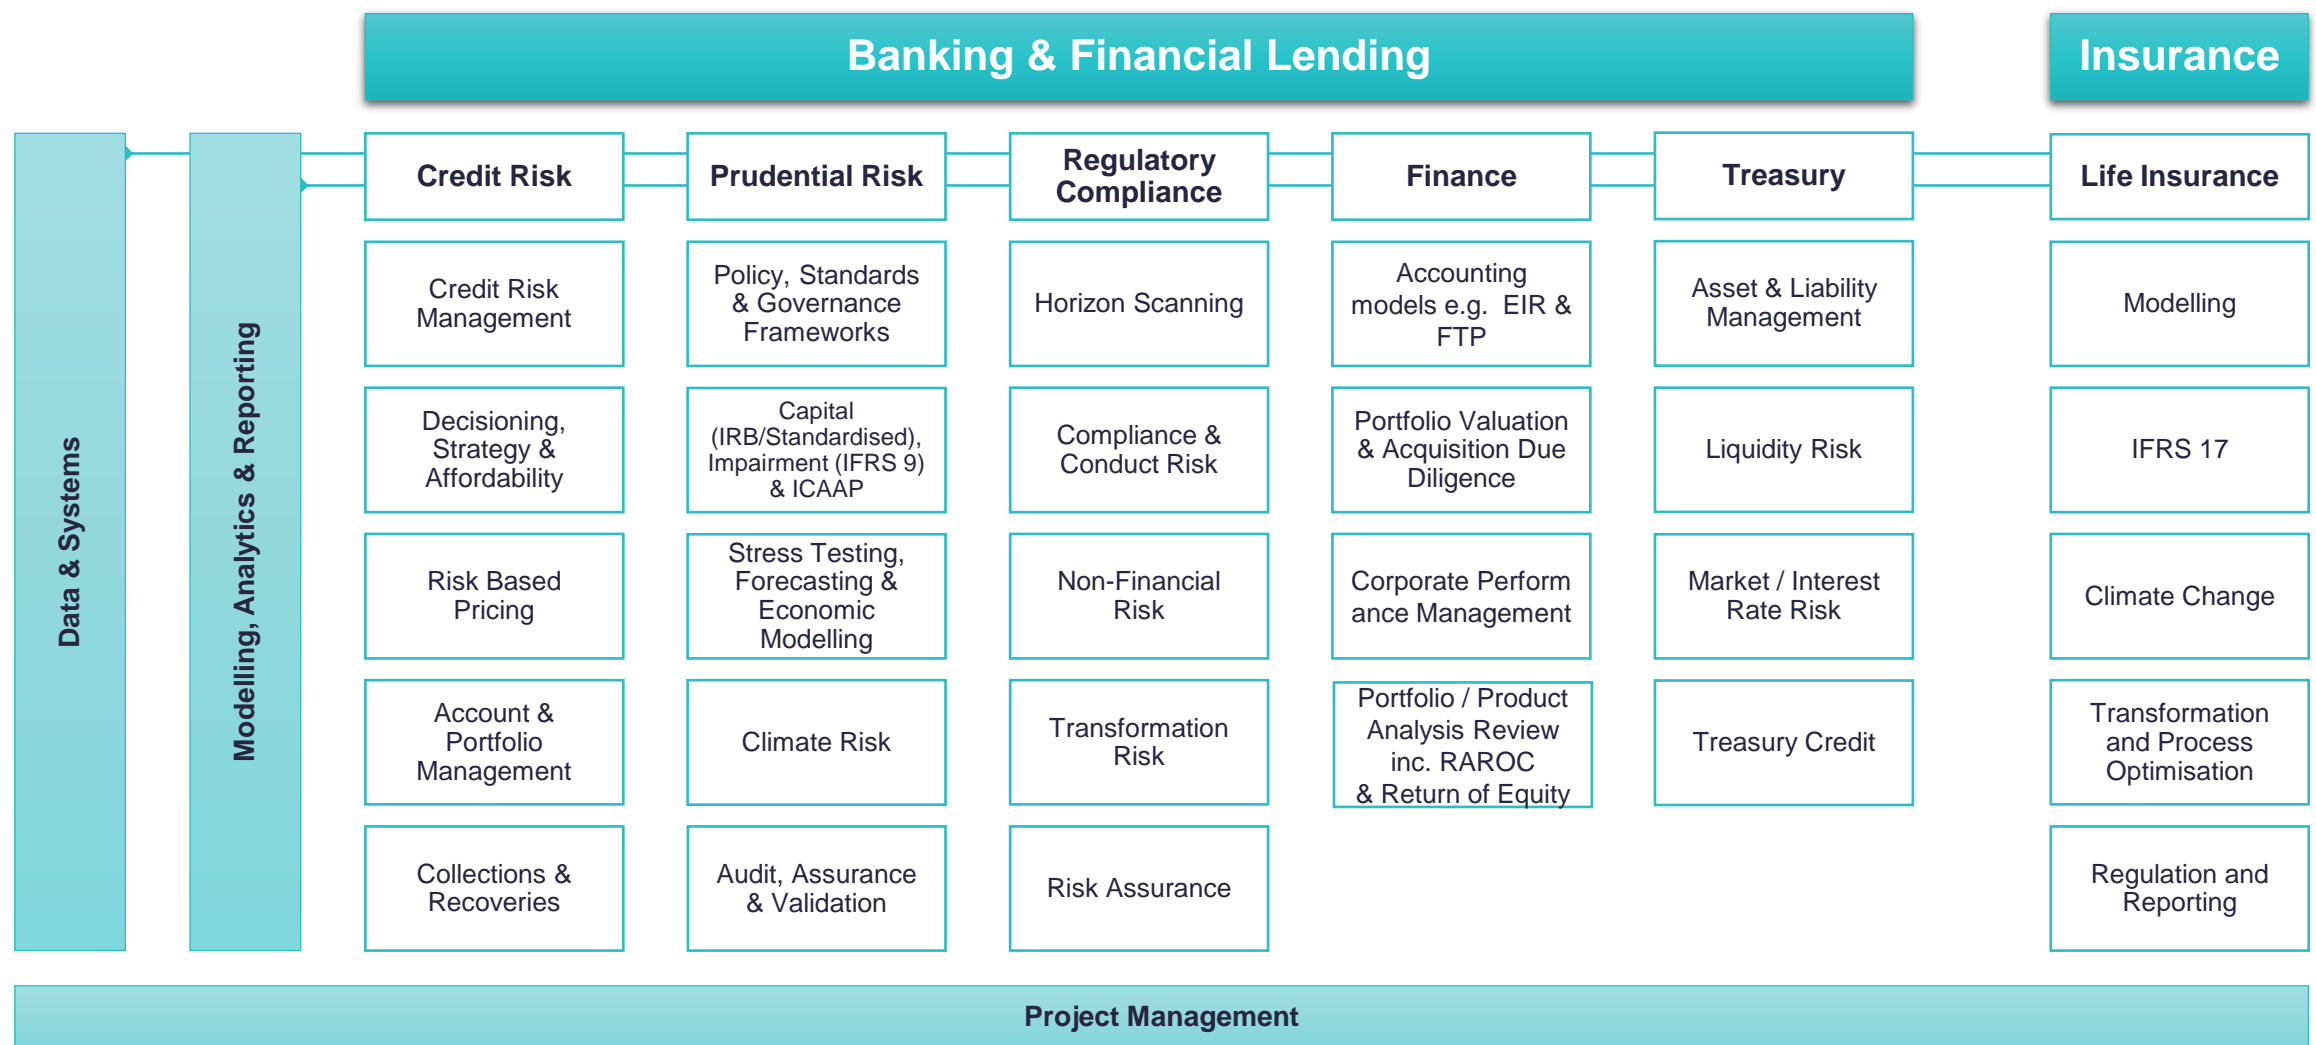 Banking & Financial Lending
Insurance
Data & Systems
Modelling, Analytics & Reporting
Credit Risk
Credit Risk
Management
Decisioning,
Strategy &
Affordability
Risk Based
Pricing
Account &
Portfolio
Management
Collections &
Recoveries
Prudential Risk
Policy, Standards
& Governance
Frameworks
Capital
(IRB/Standardised),
Impairment (IFRS 9)
& ICAAP
Stress Testing,
Forecasting &
Economic
Modelling
Climate Risk
Audit, Assurance
& Validation
Regulatory
Compliance
Horizon Scanning
Compliance &
Conduct Risk
Non-Financial
Risk
Transformation
Risk
Risk Assurance
Finance
Accounting
models e.g. EIR &
FTP
Portfolio Valuation
& Acquisition Due
Diligence
Corporate Perform
ance Management
Portfolio / Product
Analysis Review
inc. RAROC
& Return of Equity
Treasury
Asset & Liability
Management
Liquidity Risk
Market / Interest
Rate Risk
Treasury Credit
Life Insurance
Modelling
IFRS 17
Climate Change
Transformation
and Process
Optimisation
Regulation and
Reporting
Project Management